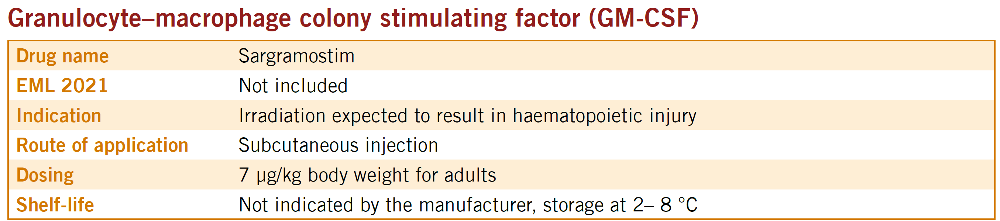 Granulocyte–macrophage colony stimulating factor (GM-CSF)
Drug name Sargramostim
EML 2021 Not included
Indication Irradiation expected to result in haematopoietic injury
Route of application Subcutaneous injection
Dosing 7 µg/kg body weight for adults
Shelf-life Not indicated by the manufacturer, storage at 2– 8 °C